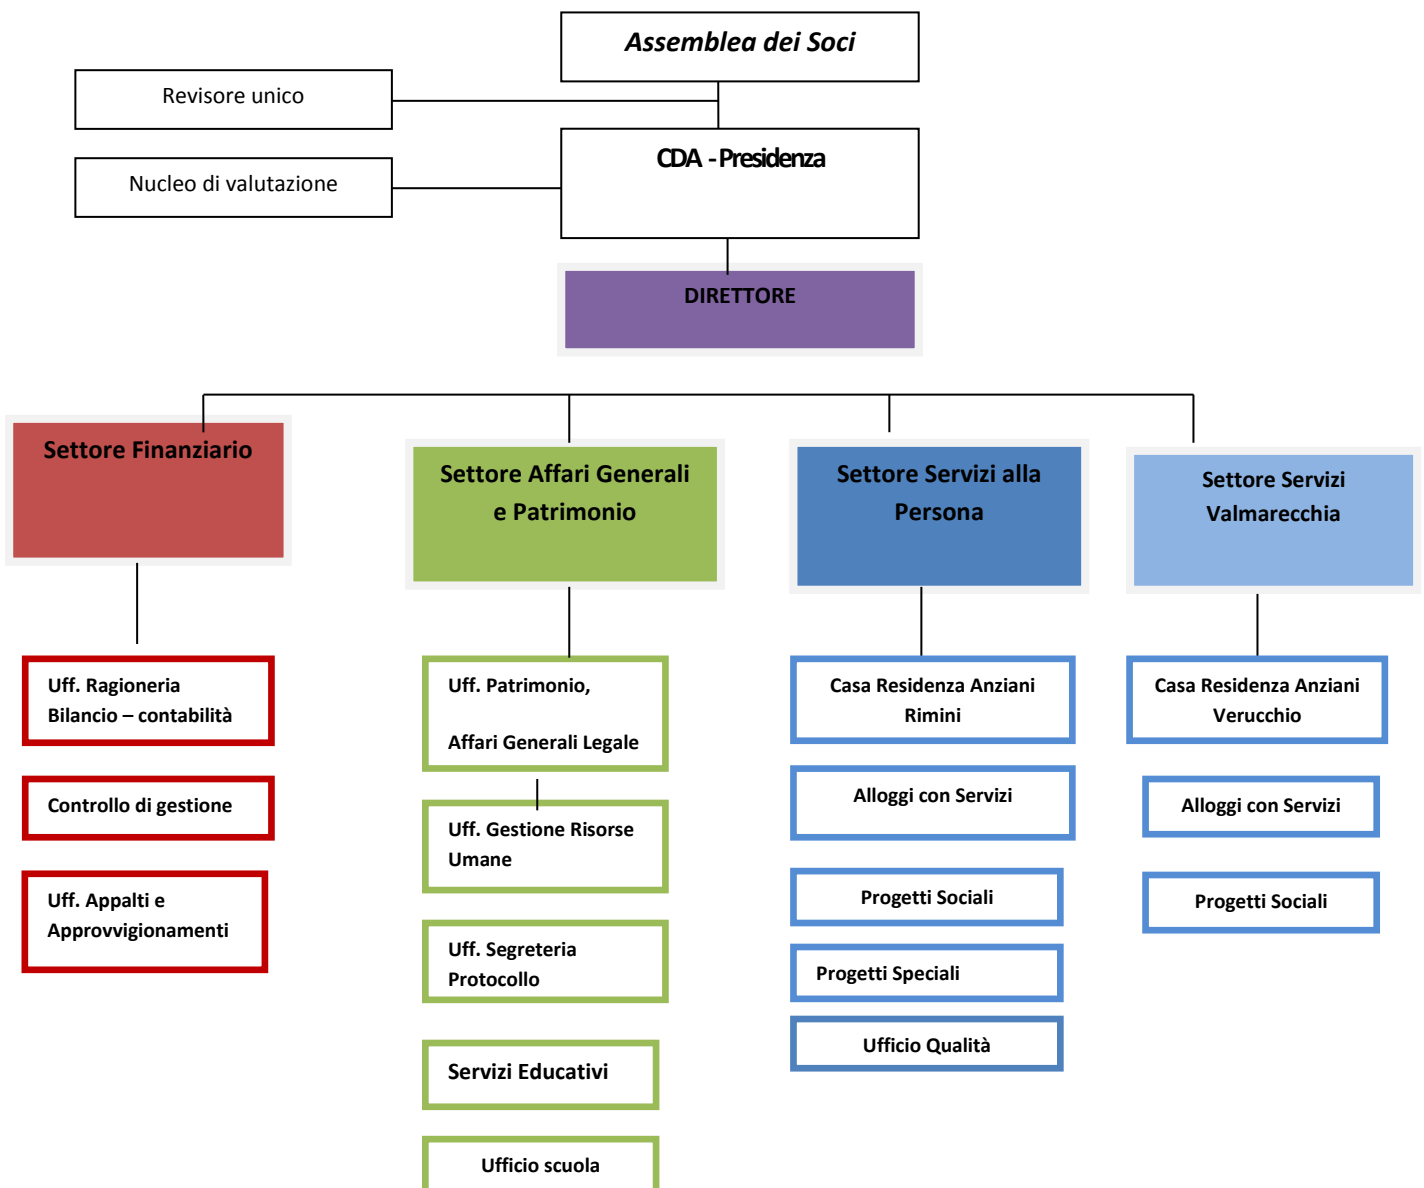 Assemblea dei Soci
Revisore unico
CDA - Presidenza
Nucleo di valutazione
DIRETTORE
Settore Finanziario
Settore Affari Generali
e Patrimonio
Settore Servizi alla
Persona
Settore Servizi
Valmarecchia
Uff. Ragioneria
Bilancio – contabilità
Controllo di gestione
Uff. Appalti e
Approvvigionamenti
Uff. Patrimonio,
Affari Generali Legale
Uff. Gestione Risorse
Umane
Uff. Segreteria
Protocollo
Servizi Educativi
Ufficio scuola
Casa Residenza Anziani
Rimini
Alloggi con Servizi
Progetti Sociali
Progetti Speciali
Ufficio Qualità
Casa Residenza Anziani
Verucchio
Alloggi con Servizi
Progetti Sociali